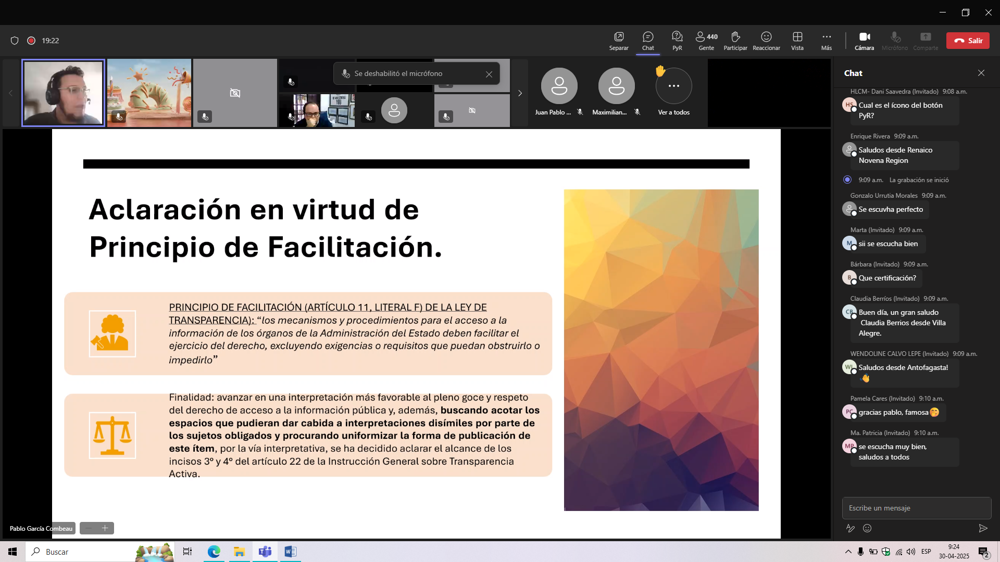 19:22
Separar
Chat
PyR
440
Gente
Participar
Reaccionar
Vista
Más
Cámara
Micrófono
Comparte
Salir
Se deshabilitó el micrófono
YOU
Juan Pablo ...
Maximilian...
Ver a todos
Aclaración en virtud de
Principio de Facilitación.
PRINCIPIO DE FACILITACIÓN (ARTÍCULO 11, LITERAL F) DE LA LEY DE
TRANSPARENCIA): “los mecanismos y procedimientos para el acceso a la
información de los órganos de la Administración del Estado deben facilitar el
ejercicio del derecho, excluyendo exigencias o requisitos que puedan obstruirlo o
impedirlo”
Finalidad: avanzar en una interpretación más favorable al pleno goce y respeto
del derecho de acceso a la información pública y, además, buscando acotar los
espacios que pudieran dar cabida a interpretaciones disímiles por parte de
los sujetos obligados y procurando uniformizar la forma de publicación de
este ítem, por la vía interpretativa, se ha decidido aclarar el alcance de los
incisos 3° y 4° del artículo 22 de la Instrucción General sobre Transparencia
Activa.
Pablo García Combeau
Chat
HLCM- Dani Saavedra (Invitado) 9:08 a.m.
HS
Cual es el ícono del botón
PyR?
Enrique Rivera 9:09 a.m.
Saludos desde Renaico
Novena Region
9:09 a.m. La grabación se inició
Gonzalo Urrutia Morales 9:09 a.m.
Se escuvha perfecto
Marta (Invitado) 9:09 a.m.
M
sii se escucha bien
Bárbara (Invitado) 9:09 a.m.
B
Que certificación?
Claudia Berríos (Invitado) 9:09 a.m.
CB
Buen día, un gran saludo
Claudia Berrios desde Villa
Alegre.
WENDOLINE CALVO LEPE (Invitado) 9:09 a.m.
WL
Saludos desde Antofagasta!
👋
Pamela Cares (Invitado) 9:10 a.m.
PC
gracias pablo, famosa🤭
Ma. Patricia (Invitado) 9:10 a.m.
MP
se escucha muy bien,
saludos a todos
Escribe un mensaje
Buscar
ESP
9:24
30-04-2025
2